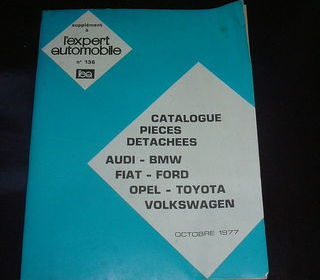 supplément
à
l'expert
automobile
n° 136
CATALOGUE
PIECES
DETACHEES
AUDI - BMW
FIAT - FORD
OPEL - TOYOTA
VOLKSWAGEN
OCTOBRE 1977